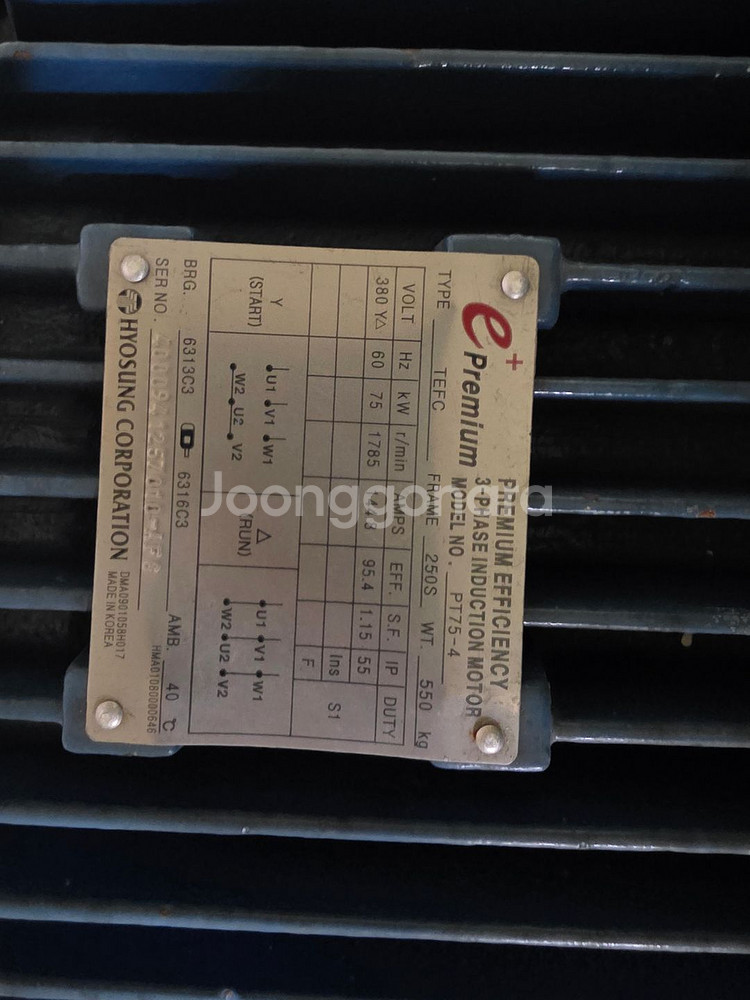 e+ Premium
PREMIUM EFFICIENCY
3-PHASE INDUCTION MOTOR
MODEL NO. PT75-4
TYPE TEFC FRAME 250S WT. 550 kg
VOLT Hz kW r/min AMPS EFF. S.F. IP DUTY
380 Y△ 60 75 1785 95.4 1.15 55 S1
Ins
F
Y
(START)
U1 V1 W1
W2 U2 V2
△
(RUN)
U1 V1 W1
W2 U2 V2
BRG. 6313C3 6316C3 AMB. 40 ℃
SER NO.
HMA01080000646
HYOSUNG CORPORATION
DMA0901058H017
MADE IN KOREA
Joonggonara